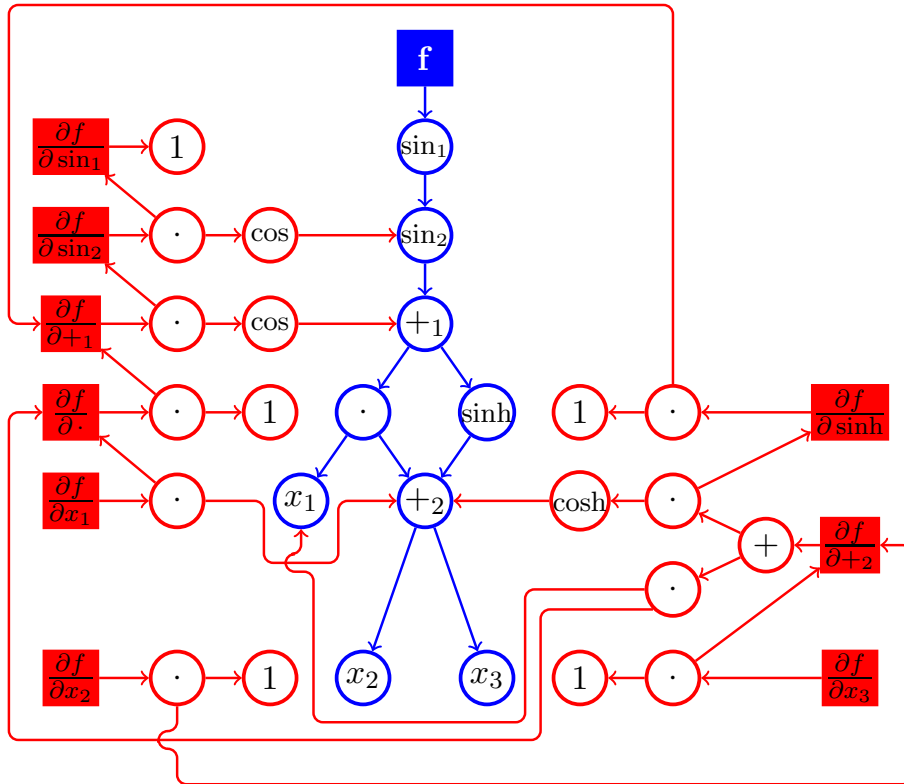 f
∂f/∂sin₁ 1 sin₁
∂f/∂sin₂ · cos sin₂
∂f/∂+₁ · cos +₁
∂f/∂· · 1 · sinh 1 · ∂f/∂sinh
∂f/∂x₁ · x₁ +₂ cosh ·
+ ∂f/∂+₂
·
∂f/∂x₂ · 1 x₂ x₃ 1 · ∂f/∂x₃